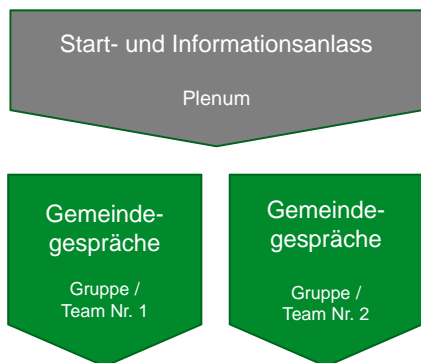 Start- und Informationsanlass
Plenum
Gemeinde-
gespräche
Gruppe /
Team Nr. 1
Gemeinde-
gespräche
Gruppe /
Team Nr. 2